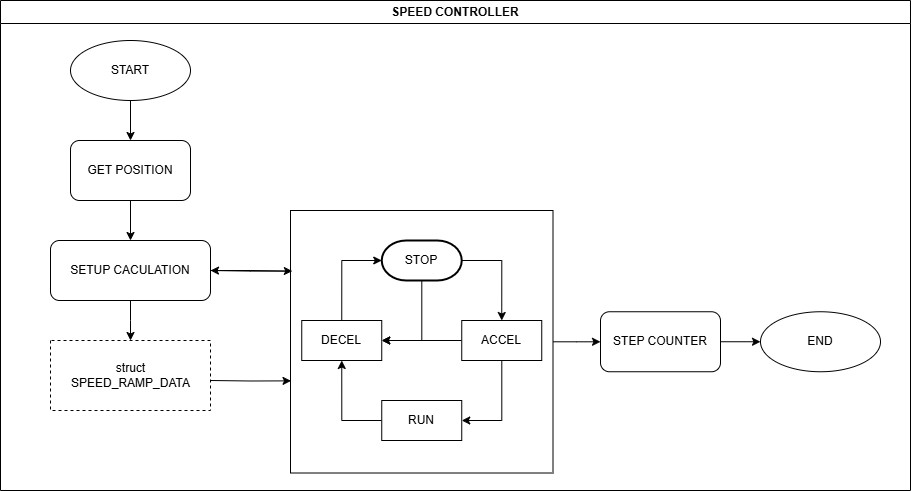 SPEED CONTROLLER
START
GET POSITION
SETUP CACULATION
struct
SPEED_RAMP_DATA
STOP
DECEL
ACCEL
RUN
STEP COUNTER
END